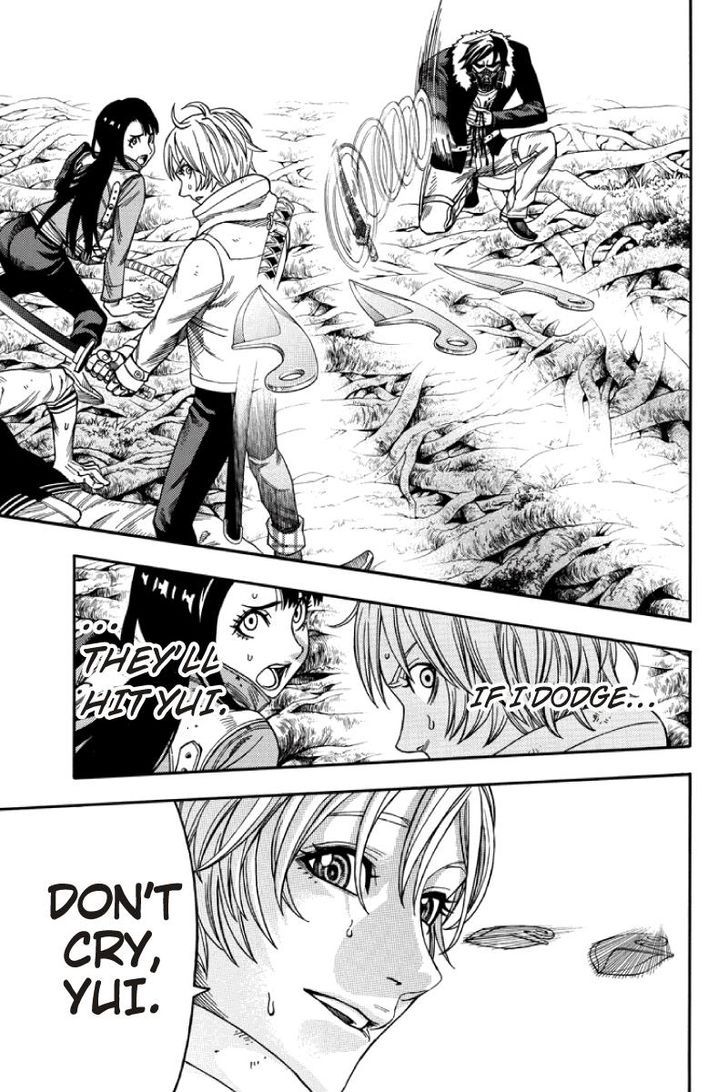 IF I DODGE...
...
THEY'LL
HIT YUI.
DON'T
CRY,
YUI.